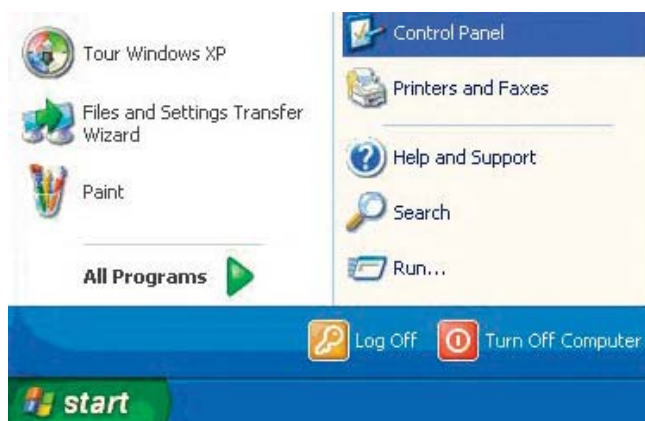 Tour Windows XP
Files and Settings Transfer
Wizard
Paint
All Programs
Control Panel
Printers and Faxes
Help and Support
Search
Run...
Log Off
Turn Off Computer
start